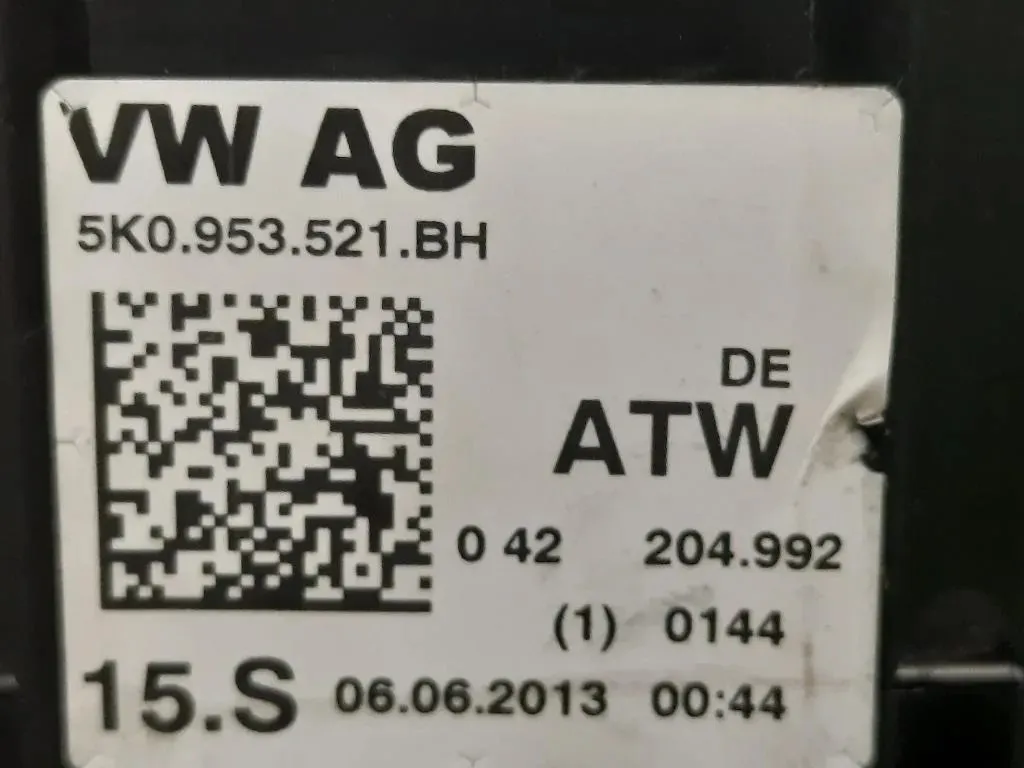 VW AG
5K0.953.521.BH
DE
ATW
0 42 204.992
(1) 0144
15.S 06.06.2013 00:44